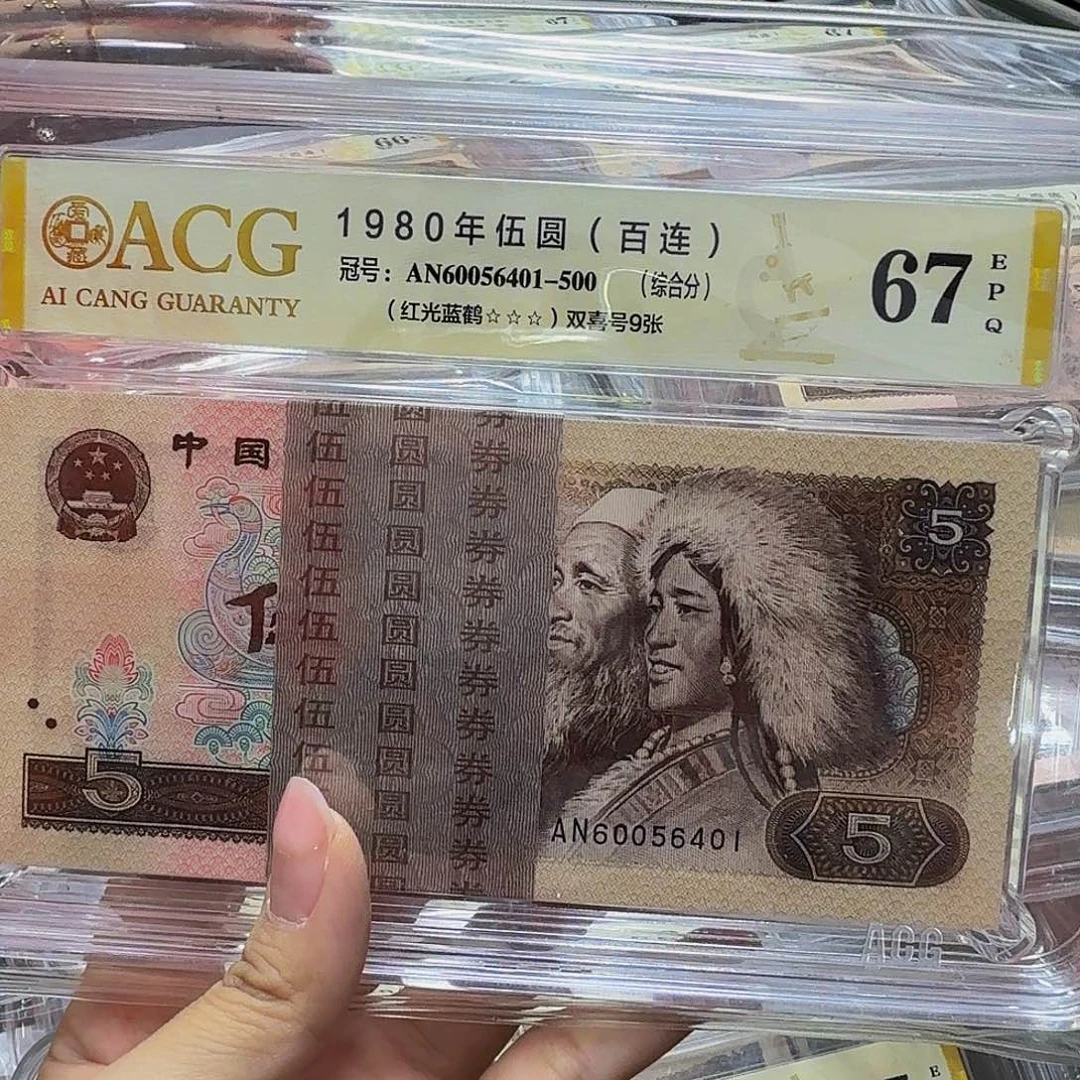 67
66
ACG
AI CANG GUARANTY
1980年伍圆(百连)
冠号: AN60056401-500 (综合分)
(红光蓝鹤☆☆☆) 双喜号9张
67
E
P
Q
中国
伍 圆 券
伍 圆 券
伍 圆 券
伍 圆 券
伍 圆 券
伍 圆 券
伍 圆 券
伍 圆 券
圆 券
圆 券
5
5
AN60056401
5
ACG